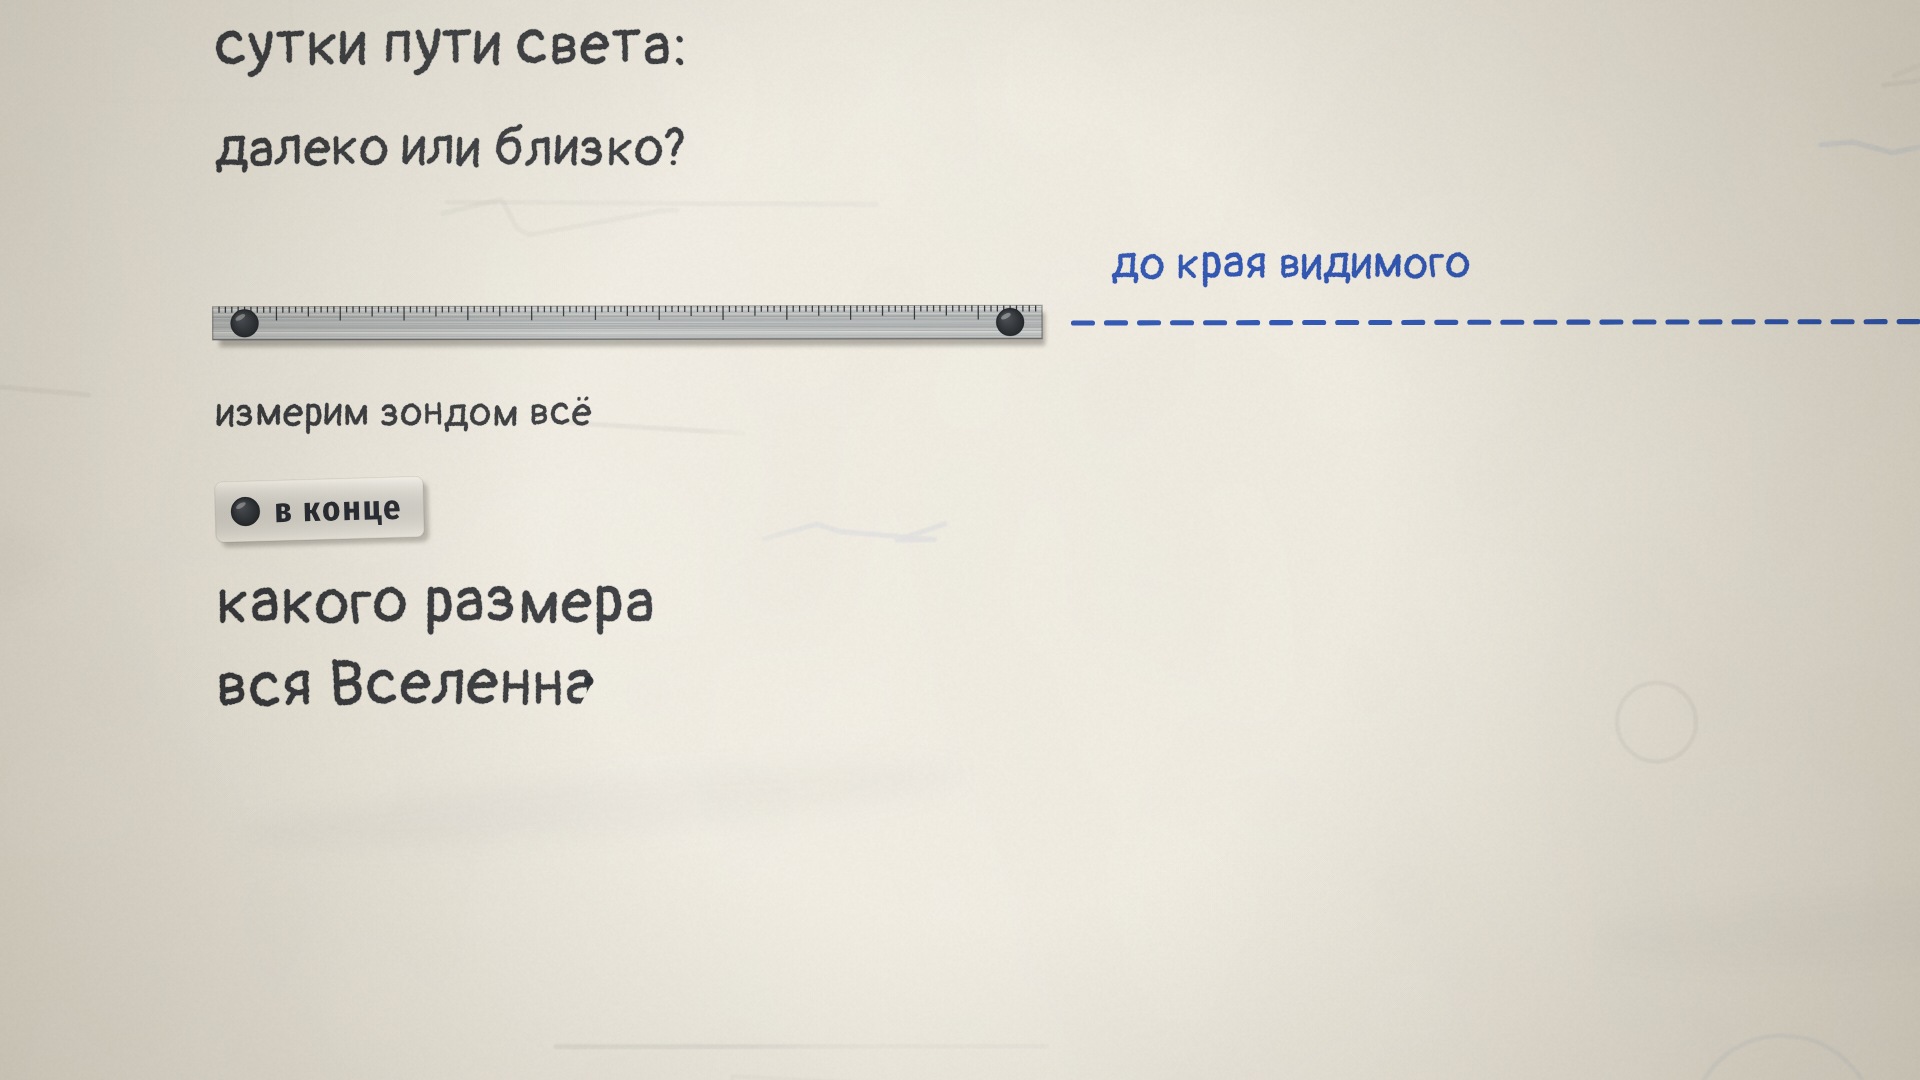 сутки пути света:
далеко или близко?
до края видимого
измерим зондом всё
в конце
какого размера
вся Вселенна